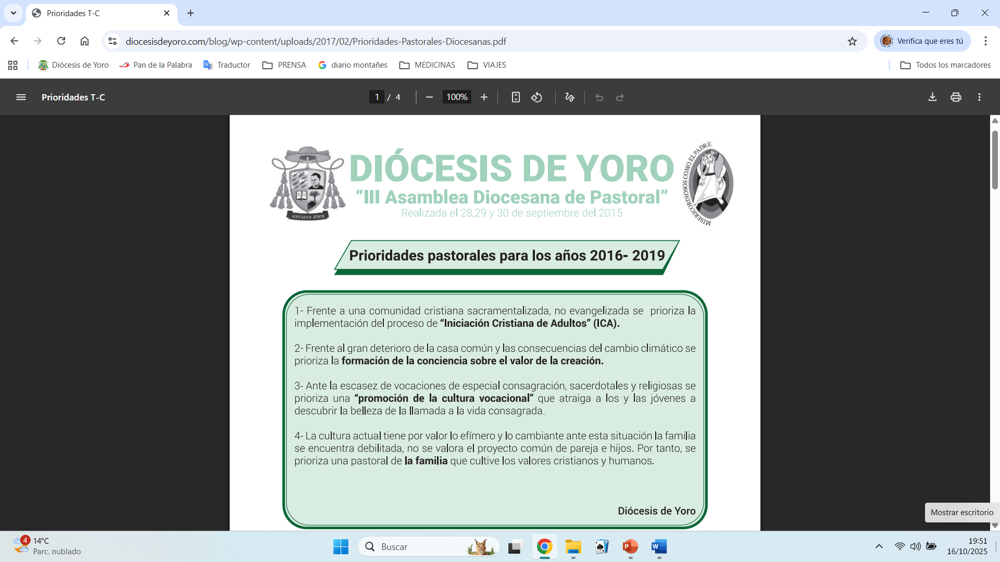 Prioridades T-C
diocesisdeyoro.com/blog/wp-content/uploads/2017/02/Prioridades-Pastorales-Diocesanas.pdf
Verifica que eres tú
Diócesis de Yoro
Pan de la Palabra
Traductor
PRENSA
diario montañes
MEDICINAS
VIAJES
Todos los marcadores
Prioridades T-C
1 / 4
100%
DIÓCESIS DE YORO
“III Asamblea Diocesana de Pastoral”
Realizada el 28,29 y 30 de septiembre del 2015
AQUI ESTOY SEÑOR
MISERICORDIOSOS COMO EL PADRE
Prioridades pastorales para los años 2016- 2019
1- Frente a una comunidad cristiana sacramentalizada, no evangelizada se prioriza la
implementación del proceso de “Iniciación Cristiana de Adultos” (ICA).
2- Frente al gran deterioro de la casa común y las consecuencias del cambio climático se
prioriza la formación de la conciencia sobre el valor de la creación.
3- Ante la escasez de vocaciones de especial consagración, sacerdotales y religiosas se
prioriza una “promoción de la cultura vocacional” que atraiga a los y las jóvenes a
descubrir la belleza de la llamada a la vida consagrada.
4- La cultura actual tiene por valor lo efímero y lo cambiante ante esta situación la familia
se encuentra debilitada, no se valora el proyecto común de pareja e hijos. Por tanto, se
prioriza una pastoral de la familia que cultive los valores cristianos y humanos.
Diócesis de Yoro
Mostrar escritorio
4
14°C
Parc. nublado
Buscar
19:51
16/10/2025